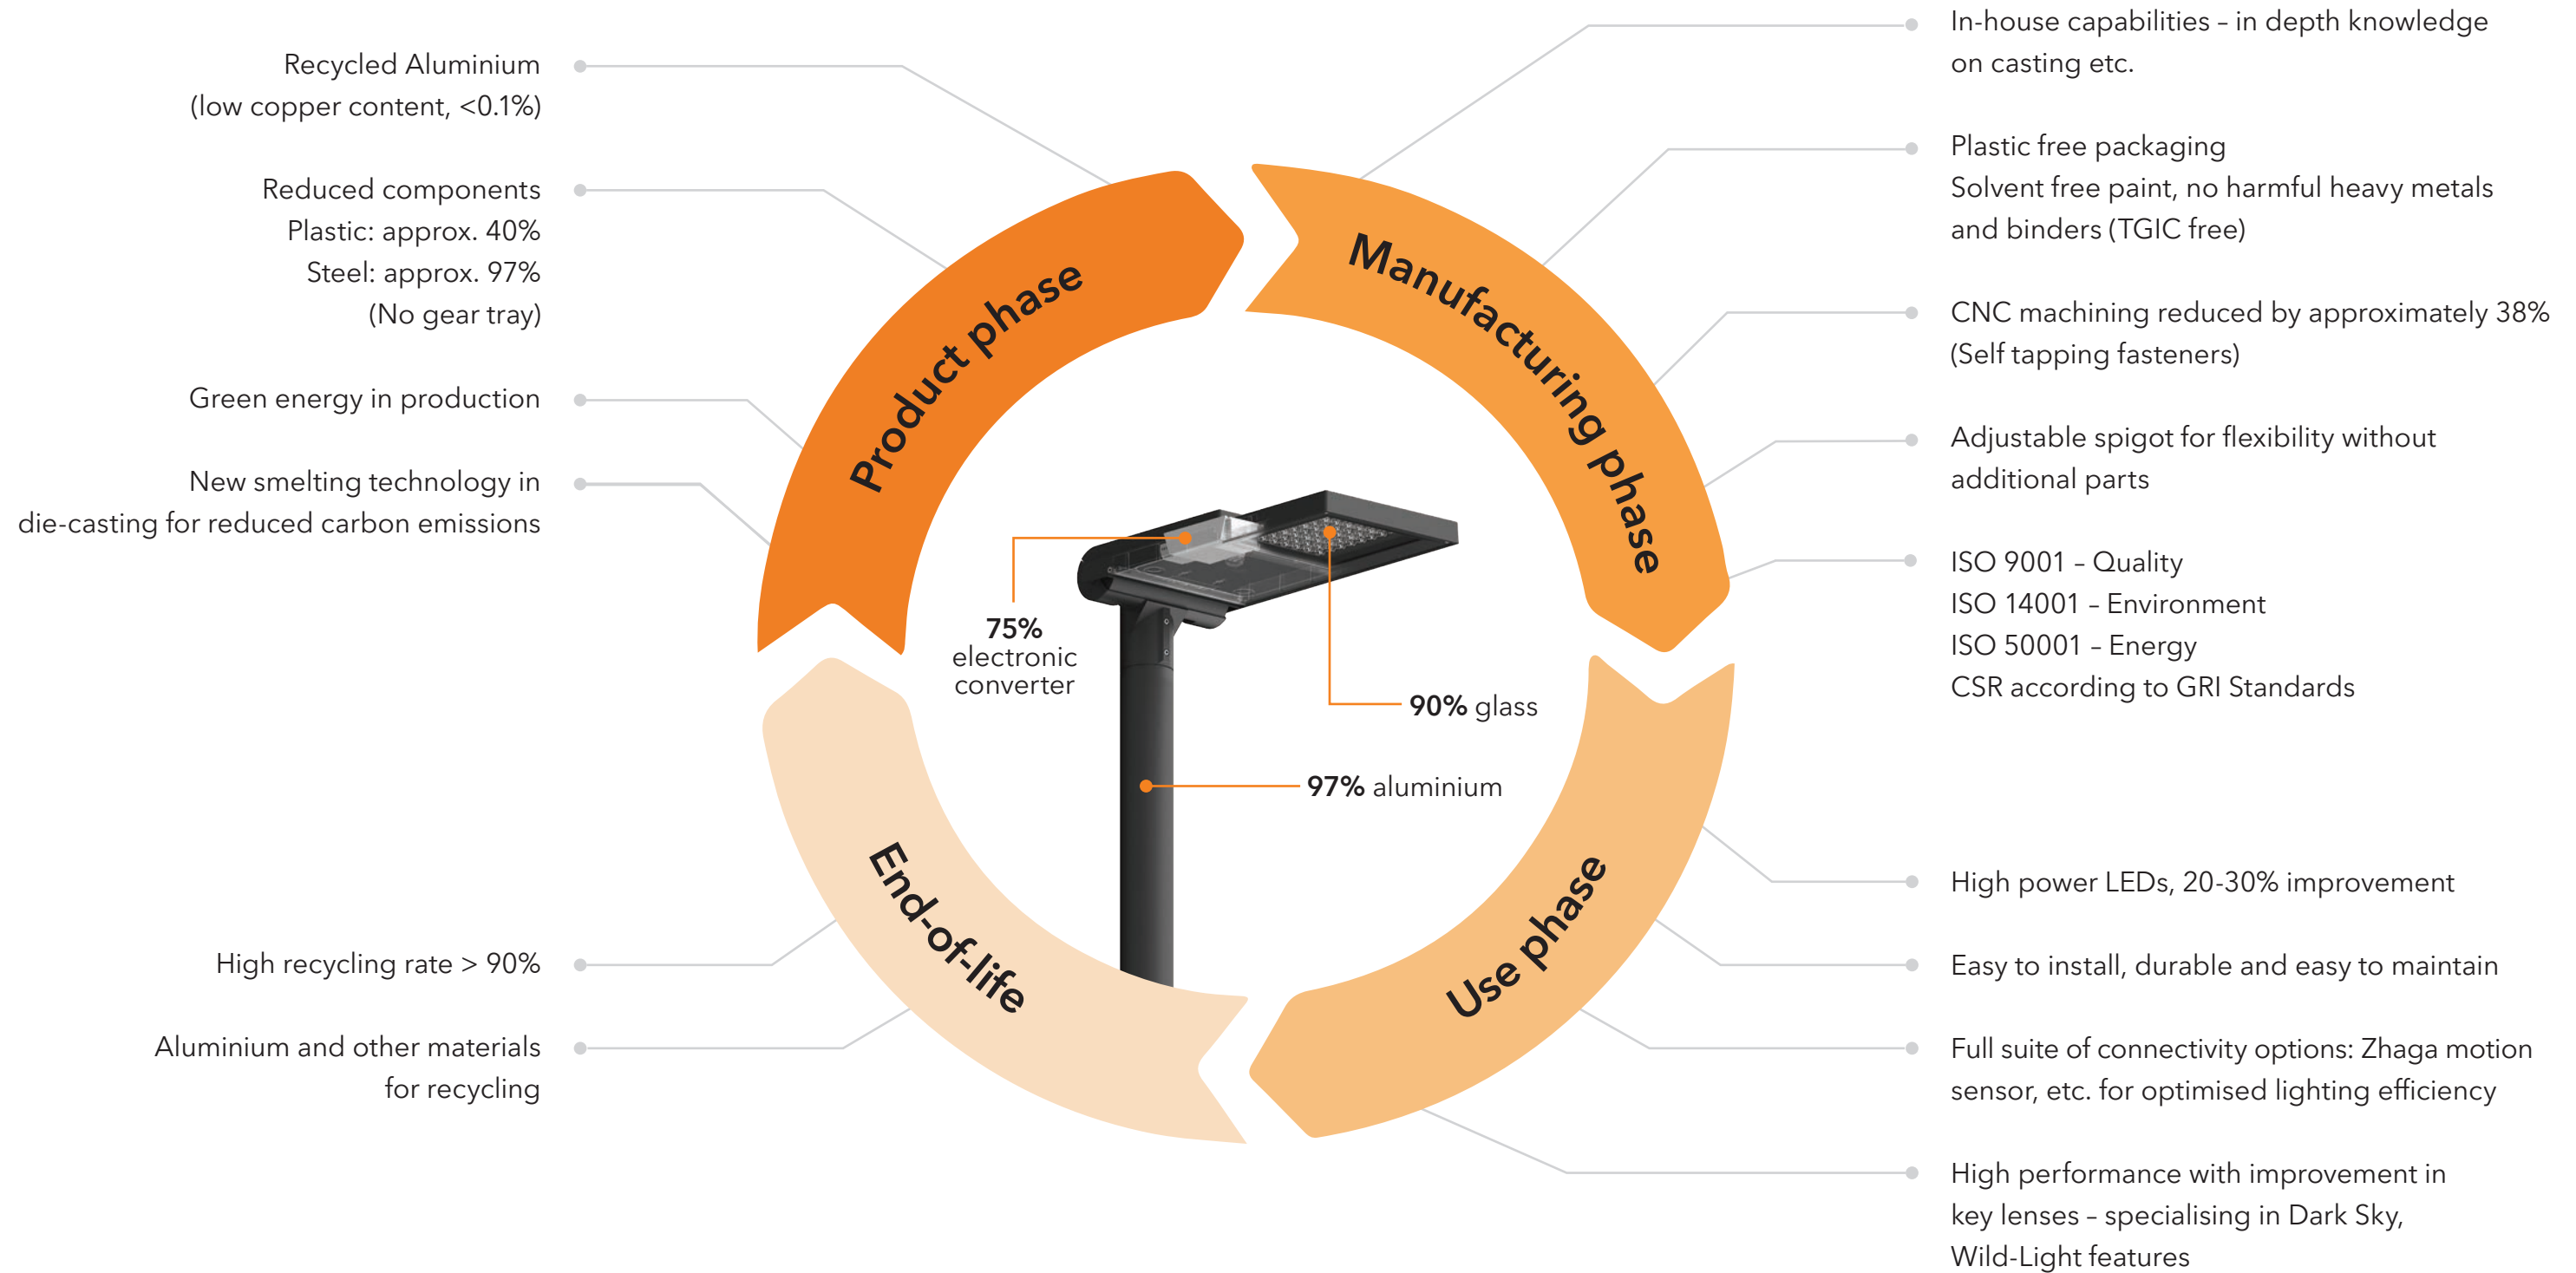 Recycled Aluminium
(low copper content, <0.1%)
Reduced components
Plastic: approx. 40%
Steel: approx. 97%
(No gear tray)
Green energy in production
New smelting technology in
die-casting for reduced carbon emissions
Product phase
Manufacturing phase
In-house capabilities – in depth knowledge
on casting etc.
Plastic free packaging
Solvent free paint, no harmful heavy metals
and binders (TGIC free)
CNC machining reduced by approximately 38%
(Self tapping fasteners)
Adjustable spigot for flexibility without
additional parts
ISO 9001 – Quality
ISO 14001 – Environment
ISO 50001 – Energy
CSR according to GRI Standards
75%
electronic
converter
90% glass
97% aluminium
End-of-life
High recycling rate > 90%
Aluminium and other materials
for recycling
Use phase
High power LEDs, 20-30% improvement
Easy to install, durable and easy to maintain
Full suite of connectivity options: Zhaga motion
sensor, etc. for optimised lighting efficiency
High performance with improvement in
key lenses – specialising in Dark Sky,
Wild-Light features